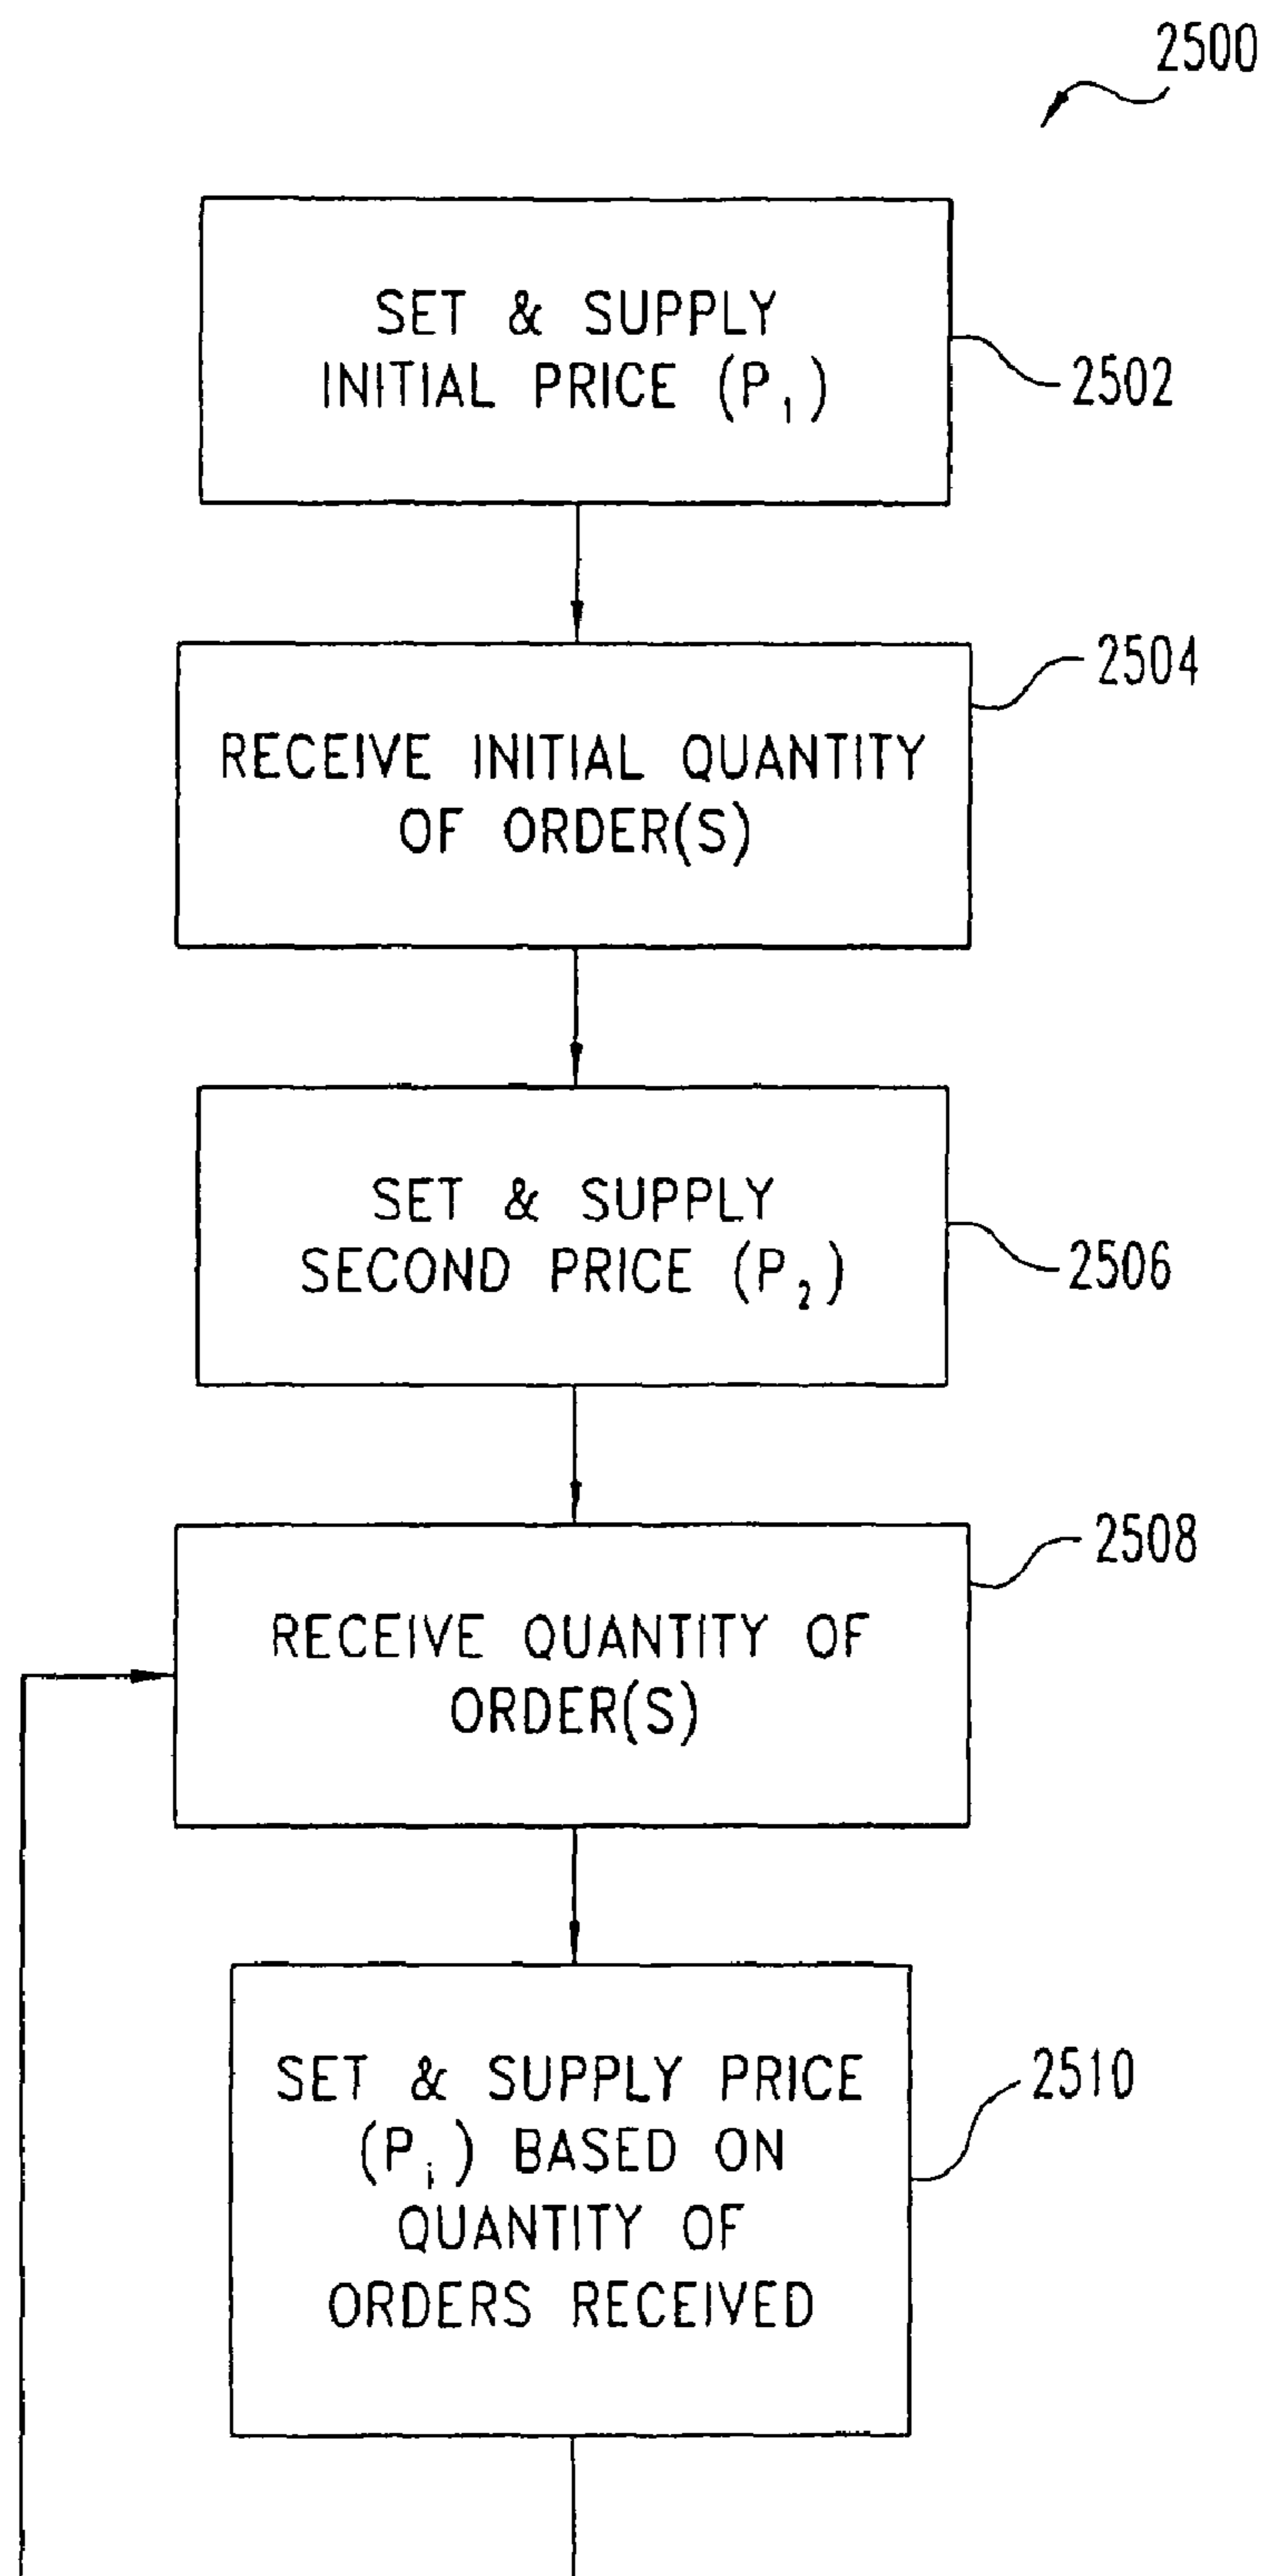 2500
SET & SUPPLY
INITIAL PRICE (P₁)
2502
2504
RECEIVE INITIAL QUANTITY
OF ORDER(S)
SET & SUPPLY
SECOND PRICE (P₂)
2506
2508
RECEIVE QUANTITY OF
ORDER(S)
SET & SUPPLY PRICE
(Pᵢ) BASED ON
QUANTITY OF
ORDERS RECEIVED
2510